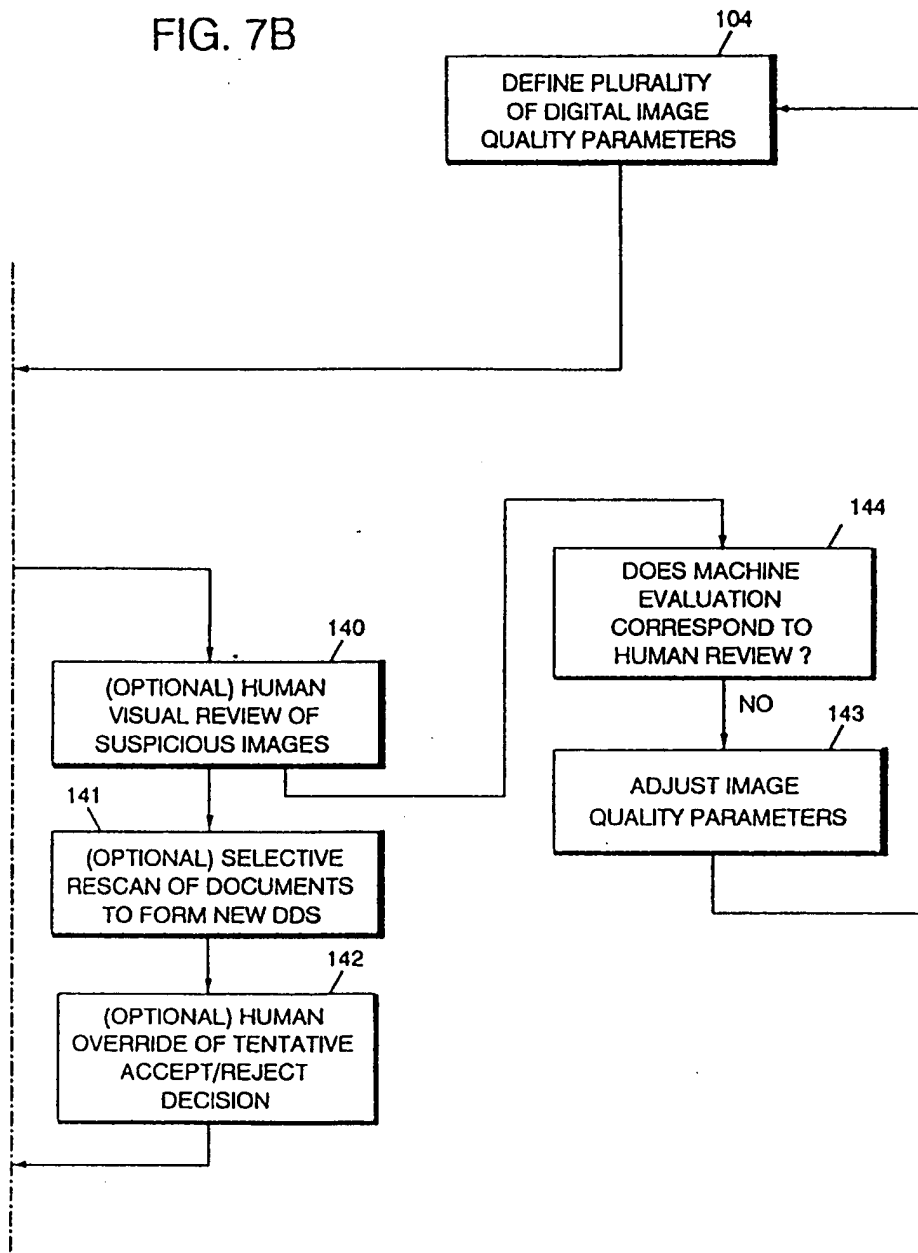 FIG. 7B
104
DEFINE PLURALITY
OF DIGITAL IMAGE
QUALITY PARAMETERS
144
DOES MACHINE
EVALUATION
CORRESPOND TO
HUMAN REVIEW ?
NO
143
ADJUST IMAGE
QUALITY PARAMETERS
140
(OPTIONAL) HUMAN
VISUAL REVIEW OF
SUSPICIOUS IMAGES
141
(OPTIONAL) SELECTIVE
RESCAN OF DOCUMENTS
TO FORM NEW DDS
142
(OPTIONAL) HUMAN
OVERRIDE OF TENTATIVE
ACCEPT/REJECT
DECISION